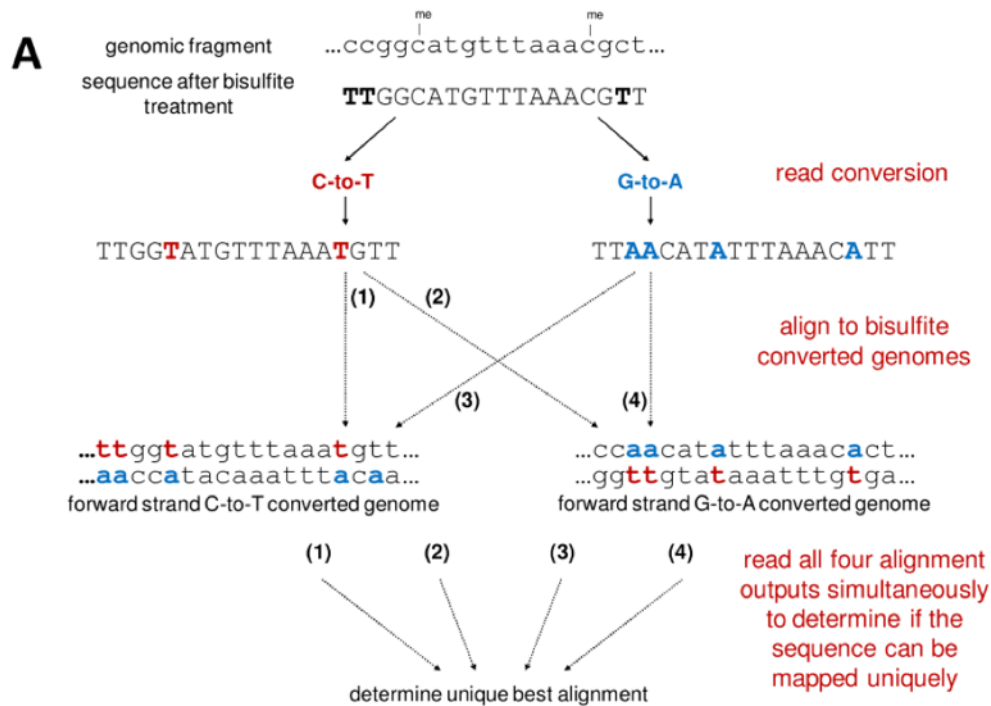 A
me me
genomic fragment ...ccggcatgtttaaacgct...
sequence after bisulfite
treatment
TTGGCATGTTTAAACGTT
C-to-T G-to-A
read conversion
TTGGTATGTTTAAATGTT TTAACATATTTAAACATT
(1) (2)
align to bisulfite
converted genomes
(3) (4)
...ttggtatgtttaaatgtt... ...ccaacatatttaaacact...
...aaccatacaaatttacaa... ...ggttgtataaatttgtga...
forward strand C-to-T converted genome forward strand G-to-A converted genome
(1) (2) (3) (4)
read all four alignment
outputs simultaneously
to determine if the
sequence can be
mapped uniquely
determine unique best alignment